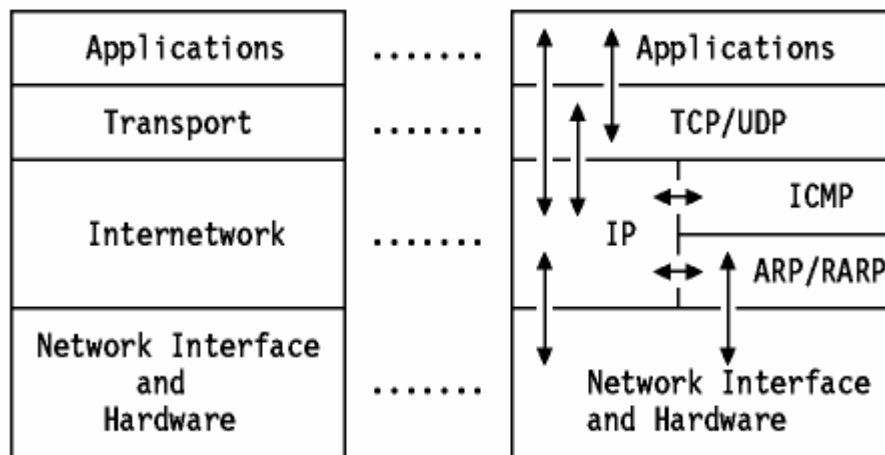 Applications
.......
Applications
Transport
.......
TCP/UDP
Internetwork
.......
IP
ICMP
ARP/RARP
Network Interface
and
Hardware
.......
Network Interface
and Hardware